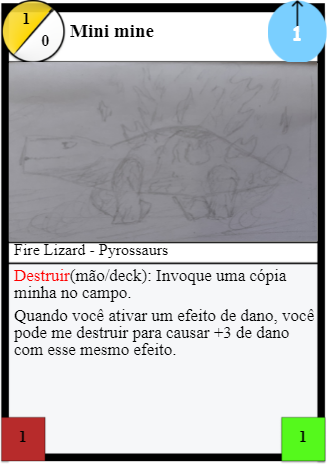 1
0
Mini mine
1
Fire Lizard - Pyrossaurs
Destruir(mão/deck): Invoque uma cópia
minha no campo.
Quando você ativar um efeito de dano, você
pode me destruir para causar +3 de dano
com esse mesmo efeito.
1
1